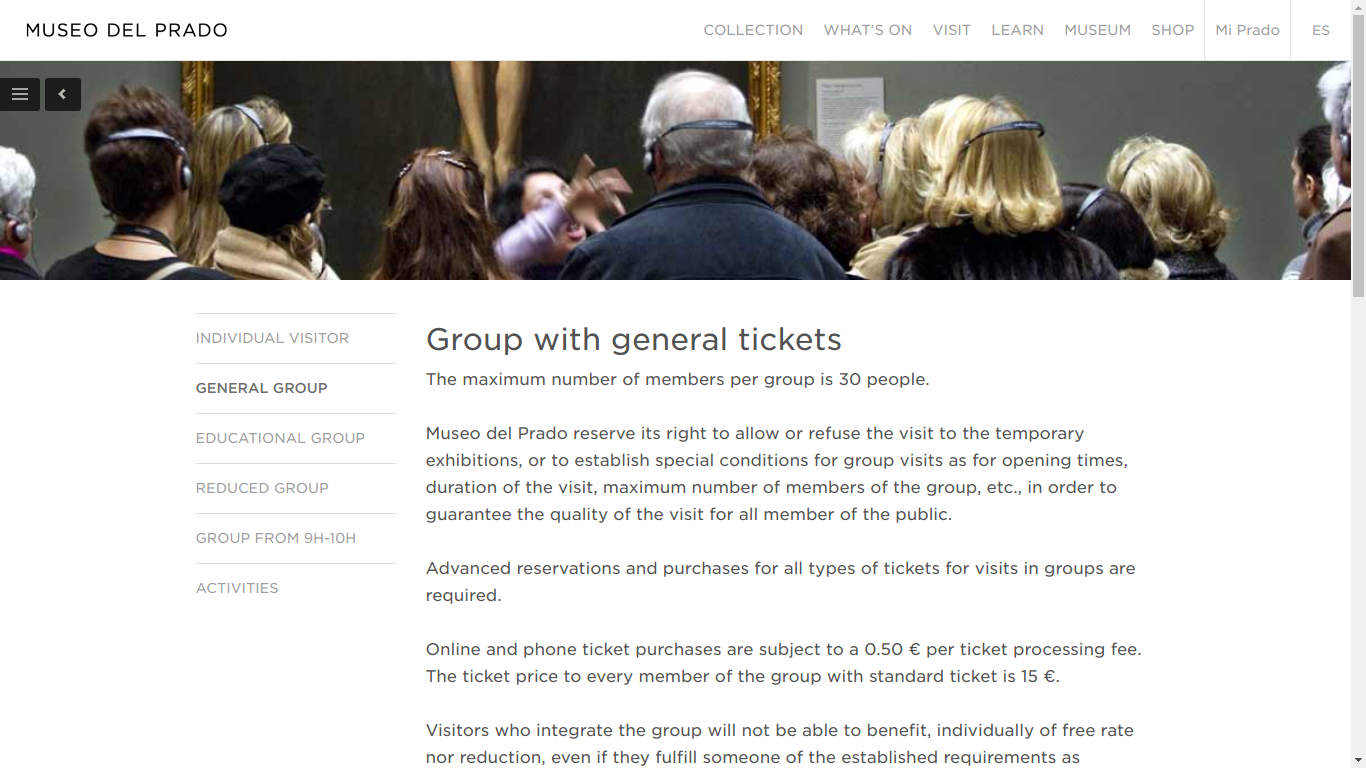 MUSEO DEL PRADO
COLLECTION
WHAT'S ON
VISIT
LEARN
MUSEUM
SHOP
Mi Prado
ES
INDIVIDUAL VISITOR
GENERAL GROUP
EDUCATIONAL GROUP
REDUCED GROUP
GROUP FROM 9H-10H
ACTIVITIES
Group with general tickets
The maximum number of members per group is 30 people.
Museo del Prado reserve its right to allow or refuse the visit to the temporary
exhibitions, or to establish special conditions for group visits as for opening times,
duration of the visit, maximum number of members of the group, etc., in order to
guarantee the quality of the visit for all member of the public.
Advanced reservations and purchases for all types of tickets for visits in groups are
required.
Online and phone ticket purchases are subject to a 0.50 € per ticket processing fee.
The ticket price to every member of the group with standard ticket is 15 €.
Visitors who integrate the group will not be able to benefit, individually of free rate
nor reduction, even if they fulfill someone of the established requirements as